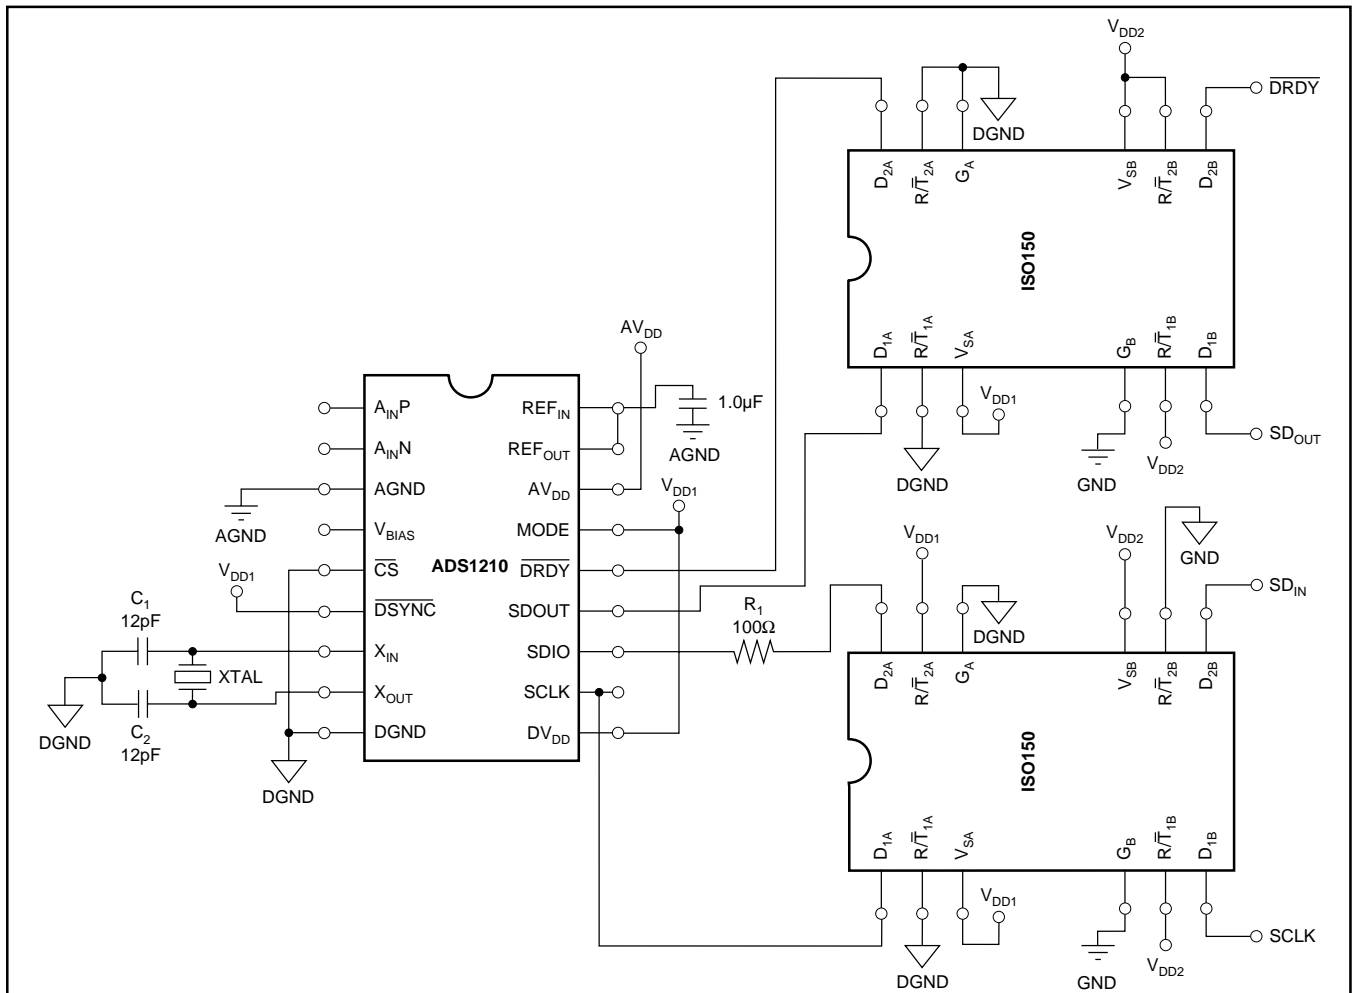 V_DD2
DRDY
DGND
D_2A
R/T_2A
G_A
V_SB
R/T_2B
D_2B
ISO150
D_1A
R/T_1A
V_SA
G_B
R/T_1B
D_1B
V_DD1
DGND
GND
V_DD2
SD_OUT
AV_DD
1.0µF
AGND
V_DD1
A_INP
A_INN
AGND
V_BIAS
CS
DSYNC
X_IN
X_OUT
DGND
ADS1210
REF_IN
REF_OUT
AV_DD
MODE
DRDY
SDOUT
SDIO
SCLK
DV_DD
AGND
V_DD1
C_1
12pF
XTAL
C_2
12pF
DGND
DGND
R_1
100Ω
V_DD1
DGND
V_DD2
GND
SD_IN
D_2A
R/T_2A
G_A
V_SB
R/T_2B
D_2B
ISO150
D_1A
R/T_1A
V_SA
G_B
R/T_1B
D_1B
V_DD1
DGND
GND
V_DD2
SCLK